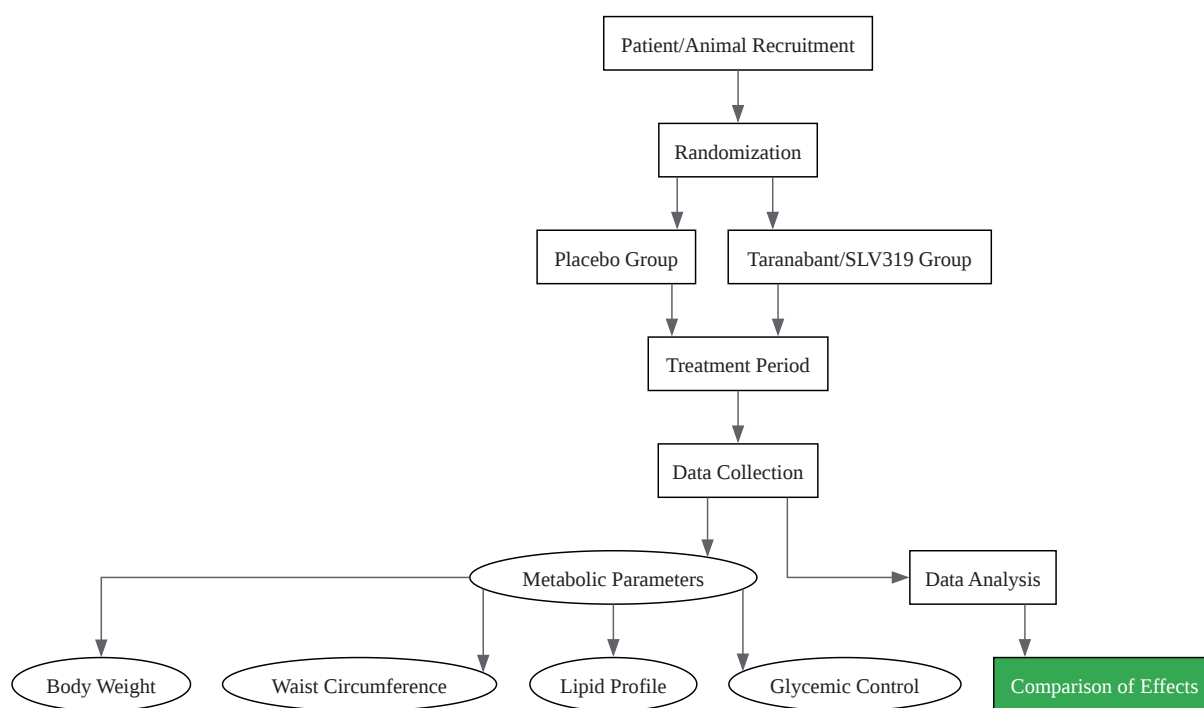 Patient/Animal Recruitment
Randomization
Placebo Group
Taranabant/SLV319 Group
Treatment Period
Data Collection
Metabolic Parameters
Data Analysis
Body Weight
Waist Circumference
Lipid Profile
Glycemic Control
Comparison of Effects